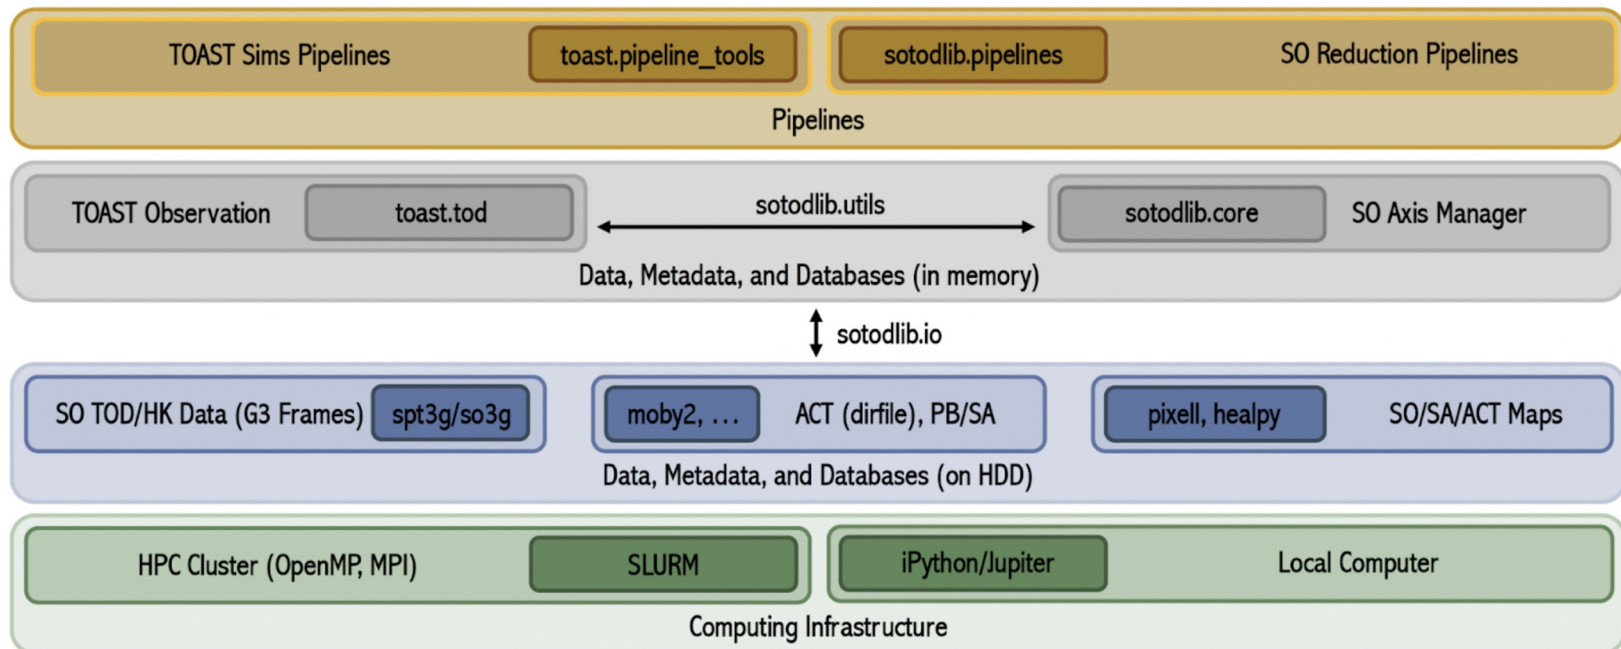 TOAST Sims Pipelines toast.pipeline_tools sotodlib.pipelines SO Reduction Pipelines
Pipelines
TOAST Observation toast.tod sotodlib.utils sotodlib.core SO Axis Manager
Data, Metadata, and Databases (in memory)
sotodlib.io
SO TOD/HK Data (G3 Frames) spt3g/so3g moby2, ... ACT (dirfile), PB/SA pixell, healpy SO/SA/ACT Maps
Data, Metadata, and Databases (on HDD)
HPC Cluster (OpenMP, MPI) SLURM iPython/Jupiter Local Computer
Computing Infrastructure